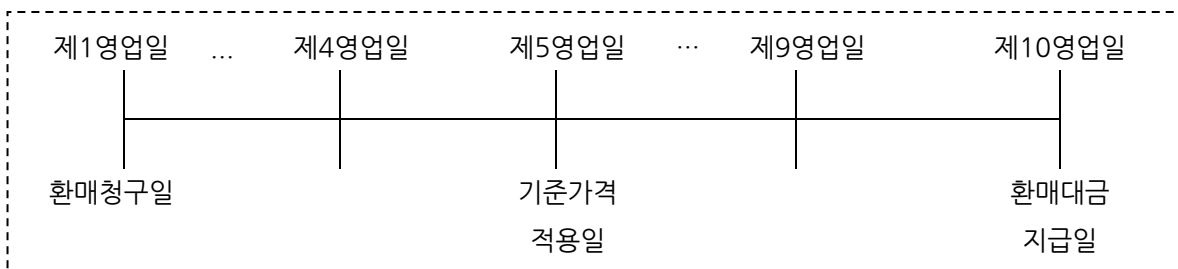 제1영업일 … 제4영업일 제5영업일 … 제9영업일 제10영업일
환매청구일 기준가격 환매대금
적용일 지급일